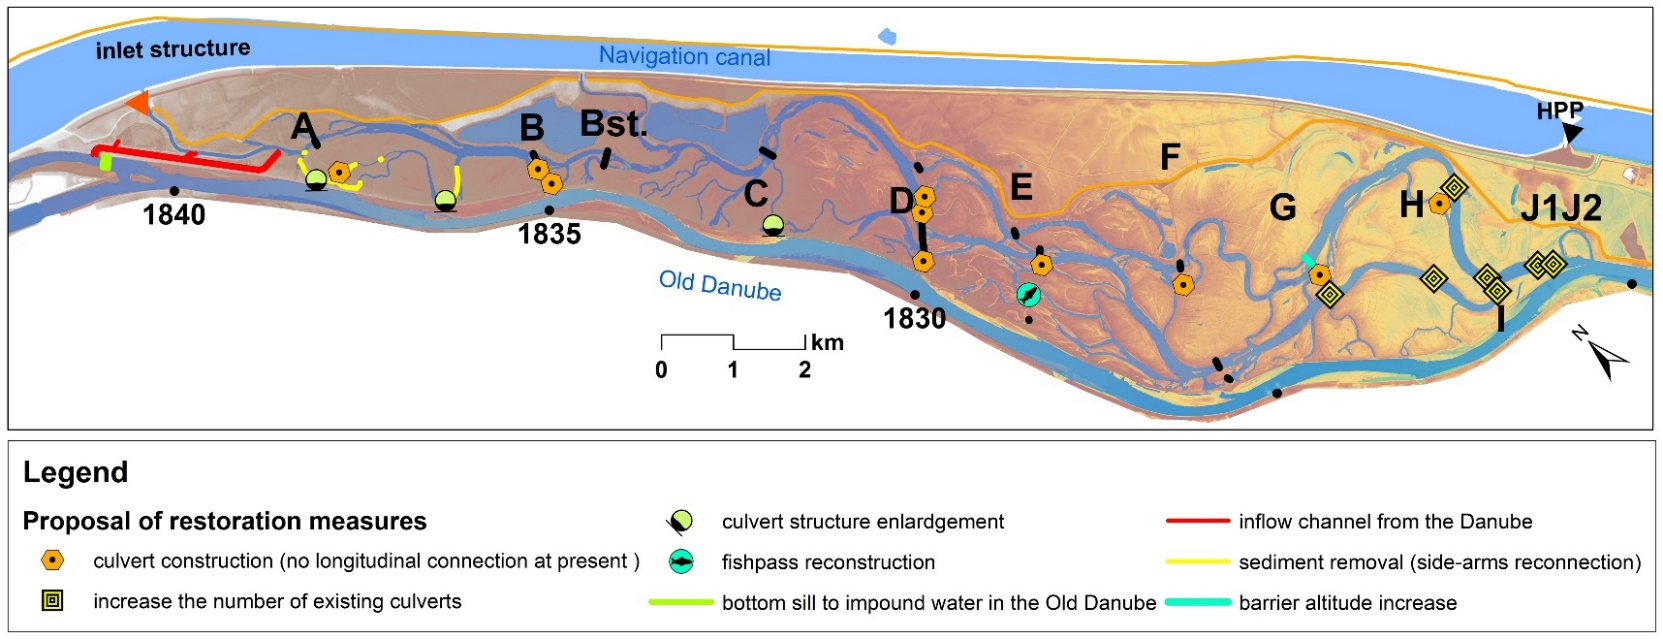 inlet structure
Navigation canal
HPP
A
B
Bst.
C
D
E
F
G
H
J1J2
I
1840
1835
1830
Old Danube
km
0 1 2
N
Legend
Proposal of restoration measures
culvert construction (no longitudinal connection at present )
increase the number of existing culverts
culvert structure enlardgement
fishpass reconstruction
bottom sill to impound water in the Old Danube
inflow channel from the Danube
sediment removal (side-arms reconnection)
barrier altitude increase